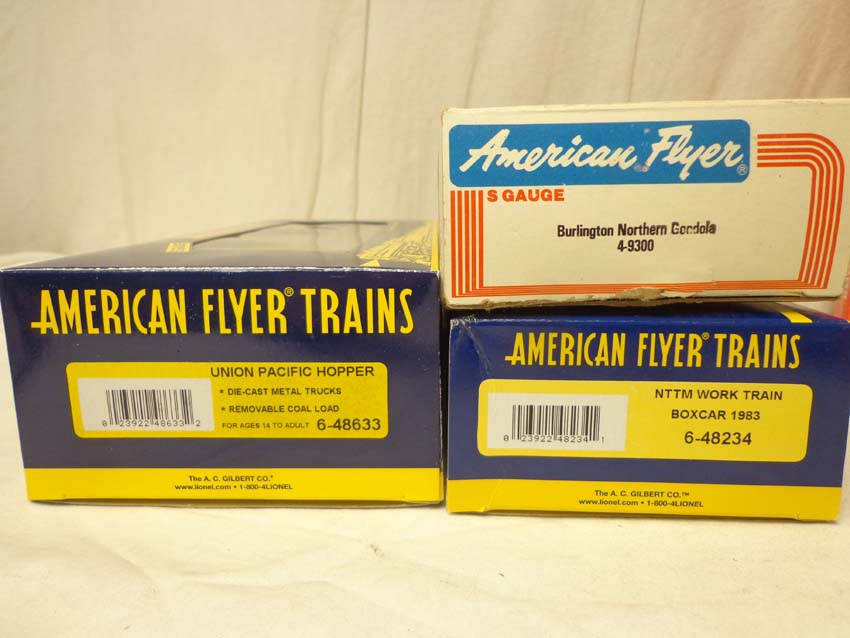 AMERICAN FLYER® TRAINS
UNION PACIFIC HOPPER
* DIE-CAST METAL TRUCKS
* REMOVABLE COAL LOAD
FOR AGES 14 TO ADULT 6-48633
0 23922 48633 2
The A. C. GILBERT CO.®
www.lionel.com • 1-800-4LIONEL
American Flyer®
S GAUGE
Burlington Northern Gondola
4-9300
AMERICAN FLYER® TRAINS
NTTM WORK TRAIN
BOXCAR 1983
6-48234
0 23922 48234 1
The A. C. GILBERT CO.™
www.lionel.com • 1-800-4LIONEL